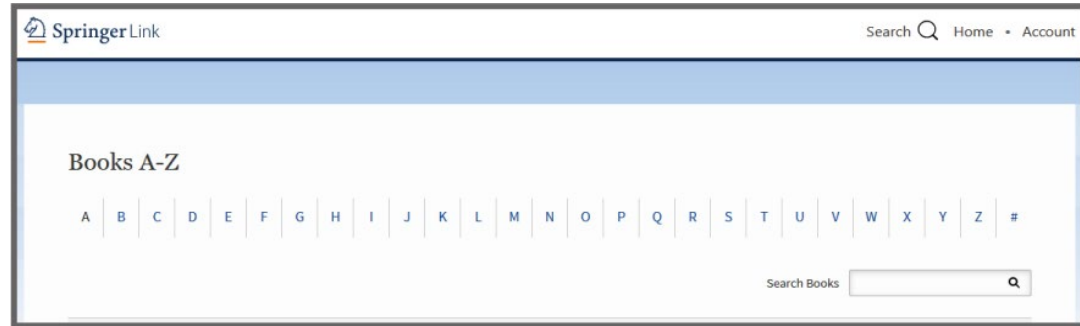 Springer Link Search Home • Account
Books A-Z
A B C D E F G H I J K L M N O P Q R S T U V W X Y Z #
Search Books